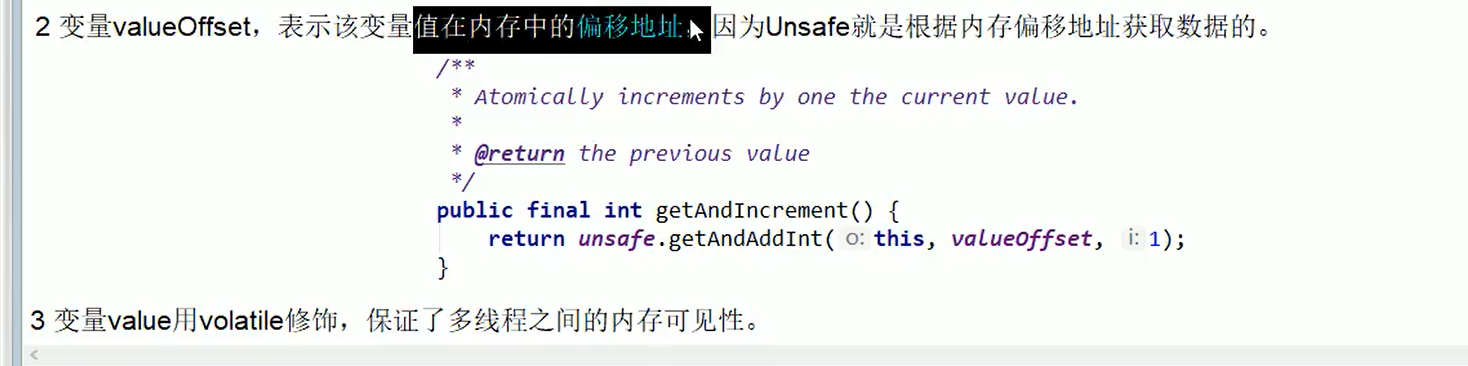 2 变量valueOffset，表示该变量值在内存中的偏移地址，因为Unsafe就是根据内存偏移地址获取数据的。
/**
* Atomically increments by one the current value.
*
* @return the previous value
*/
public final int getAndIncrement() {
return unsafe.getAndAddInt( o: this, valueOffset, i: 1);
}
3 变量value用volatile修饰，保证了多线程之间的内存可见性。